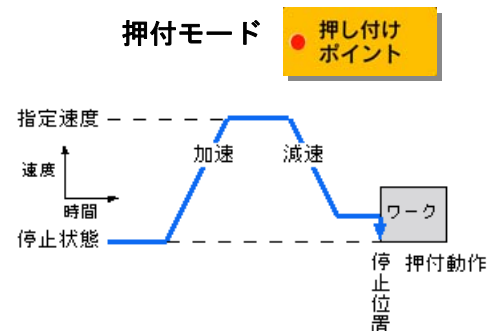 押付モード
押し付け
ポイント
指定速度
加速
減速
速度
時間
ワーク
停止状態
停止位置
押付動作